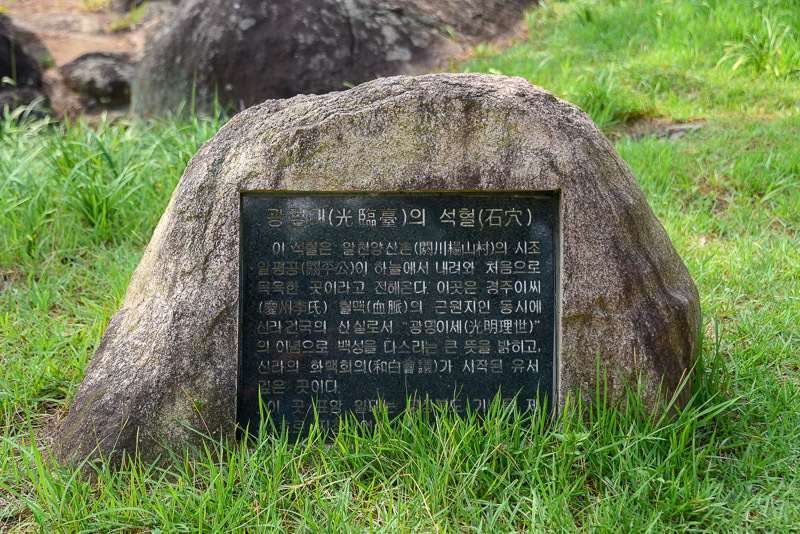 광림대(光臨臺)의 석혈(石穴)
이 석혈은 알천양산촌(閼川楊山村)의 시조
알평공(謁平公)이 하늘에서 내려와 처음으로
목욕한 곳이라고 전해온다. 이곳은 경주이씨
(慶州李氏) 혈맥(血脈)의 근원지인 동시에
신라건국의 산실로서 "광명이세(光明理世)"
의 이념으로 백성을 다스리는 큰 뜻을 밝히고,
신라의 화백회의(和白會議)가 시작된 유서
깊은 곳이다.
이 곳 표암